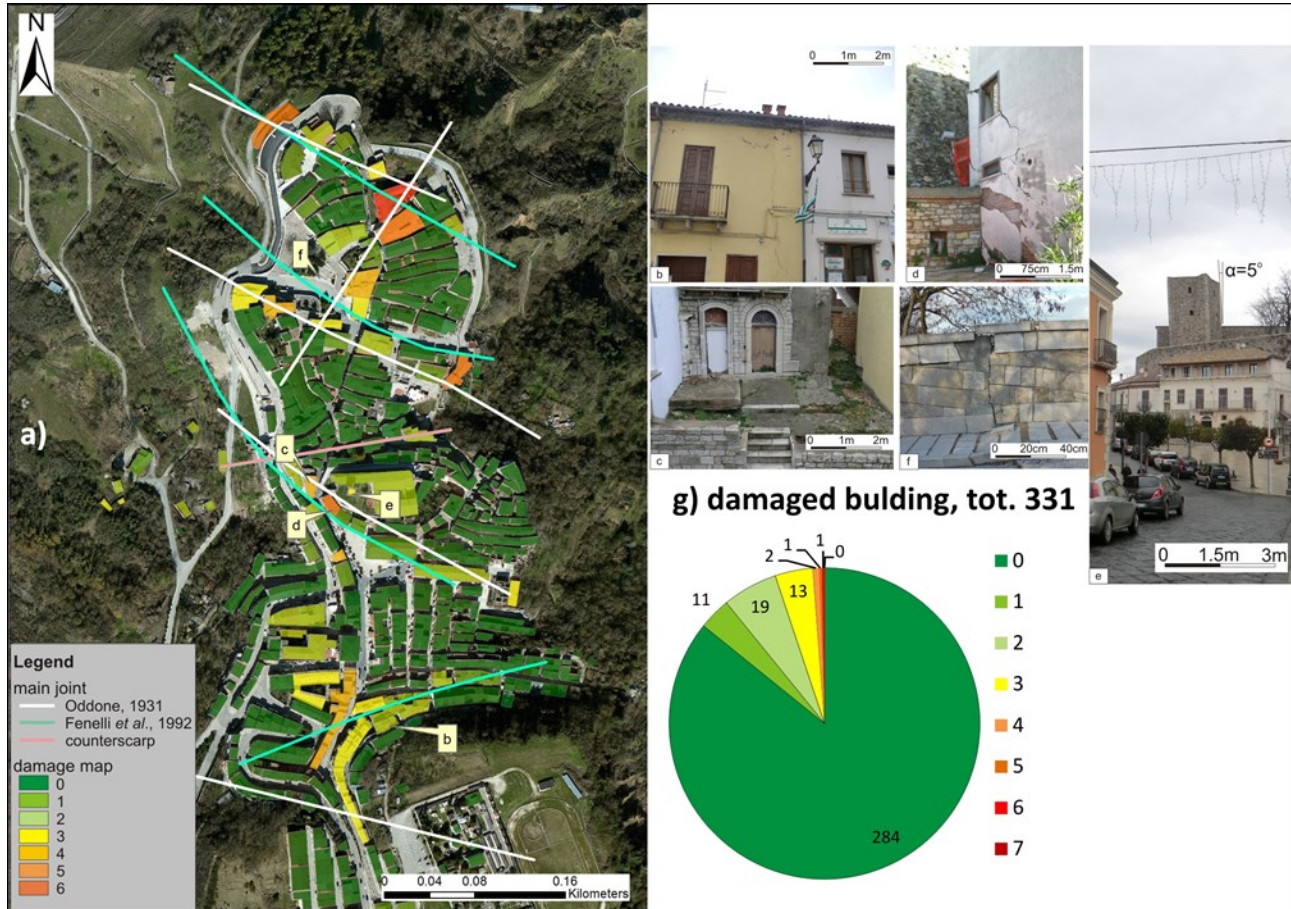 N
a)
f
c
e
d
b
Legend
main joint
Oddone, 1931
Fenelli et al., 1992
counterscarp
damage map
0
1
2
3
4
5
6
0 0.04 0.08 0.16
Kilometers
0 1m 2m
b
0 75cm 1.5m
d
0 1m 2m
c
0 20cm 40cm
f
α=5°
0 1.5m 3m
e
g) damaged bulding, tot. 331
11
19
13
2
1
1
0
284
0
1
2
3
4
5
6
7